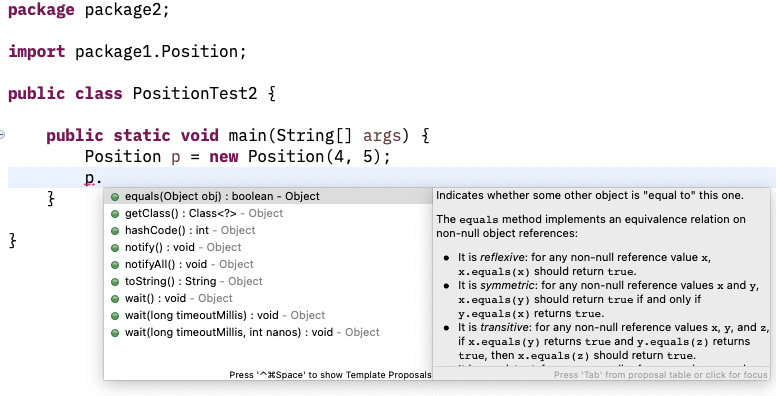 package package2;
import package1.Position;
public class PositionTest2 {
public static void main(String[] args) {
Position p = new Position(4, 5);
p.
}
}
equals(Object obj) : boolean - Object
getClass() : Class<?> - Object
hashCode() : int - Object
notify() : void - Object
notifyAll() : void - Object
toString() : String - Object
wait() : void - Object
wait(long timeoutMillis) : void - Object
wait(long timeoutMillis, int nanos) : void - Object
Press '^⌘Space' to show Template Proposals
Indicates whether some other object is "equal to" this one.
The equals method implements an equivalence relation on
non-null object references:
● It is reflexive: for any non-null reference value x,
x.equals(x) should return true.
● It is symmetric: for any non-null reference values x and y,
x.equals(y) should return true if and only if
y.equals(x) returns true.
● It is transitive: for any non-null reference values x, y, and z,
if x.equals(y) returns true and y.equals(z) returns
true, then x.equals(z) should return true.
Press 'Tab' from proposal table or click for focus